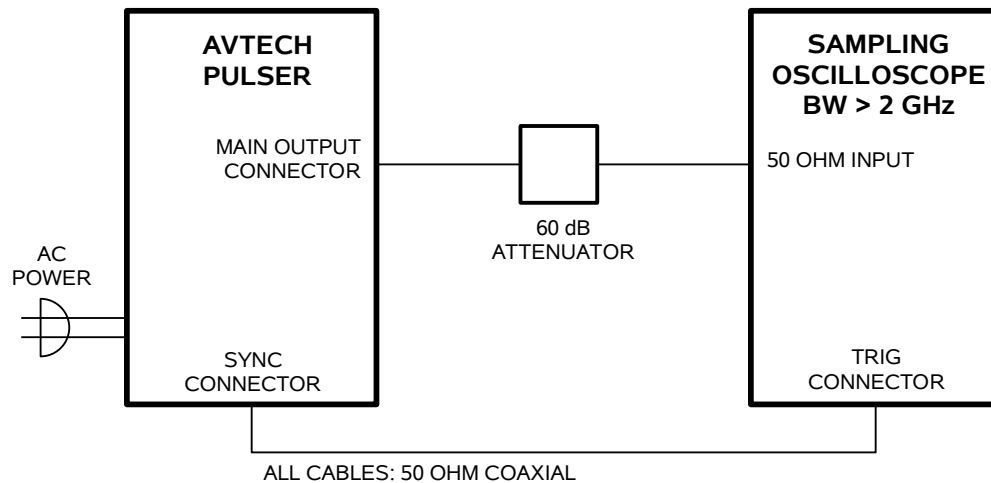 AVTECH
PULSER
MAIN OUTPUT
CONNECTOR
AC
POWER
SYNC
CONNECTOR
60 dB
ATTENUATOR
SAMPLING
OSCILLOSCOPE
BW > 2 GHz
50 OHM INPUT
TRIG
CONNECTOR
ALL CABLES: 50 OHM COAXIAL